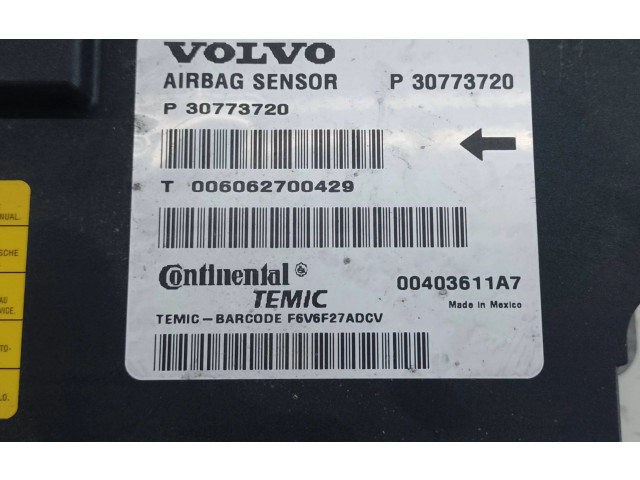 VOLVO
AIRBAG SENSOR P 30773720
P 30773720
T 006062700429
Continental
TEMIC
00403611A7
Made in Mexico
TEMIC-BARCODE F6V6F27ADCV